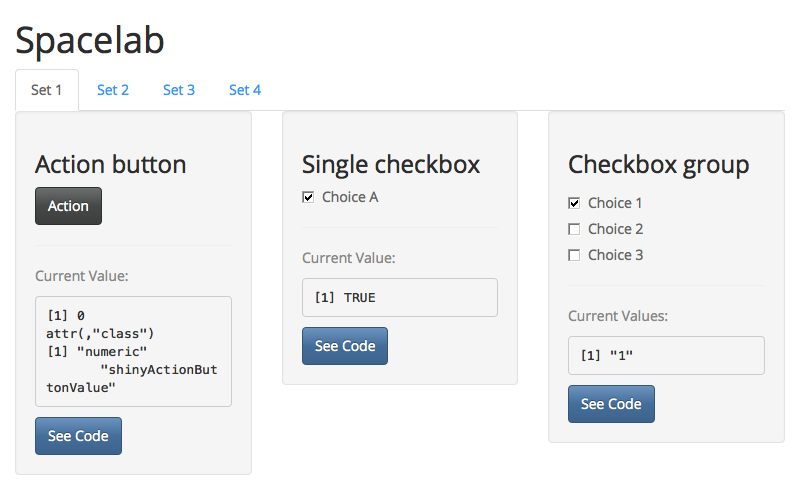 Spacelab
Set 1 Set 2 Set 3 Set 4
Action button
Action
Current Value:
[1] 0
attr(,"class")
[1] "numeric"
"shinyActionBut
tonValue"
See Code
Single checkbox
Choice A
Current Value:
[1] TRUE
See Code
Checkbox group
Choice 1
Choice 2
Choice 3
Current Values:
[1] "1"
See Code